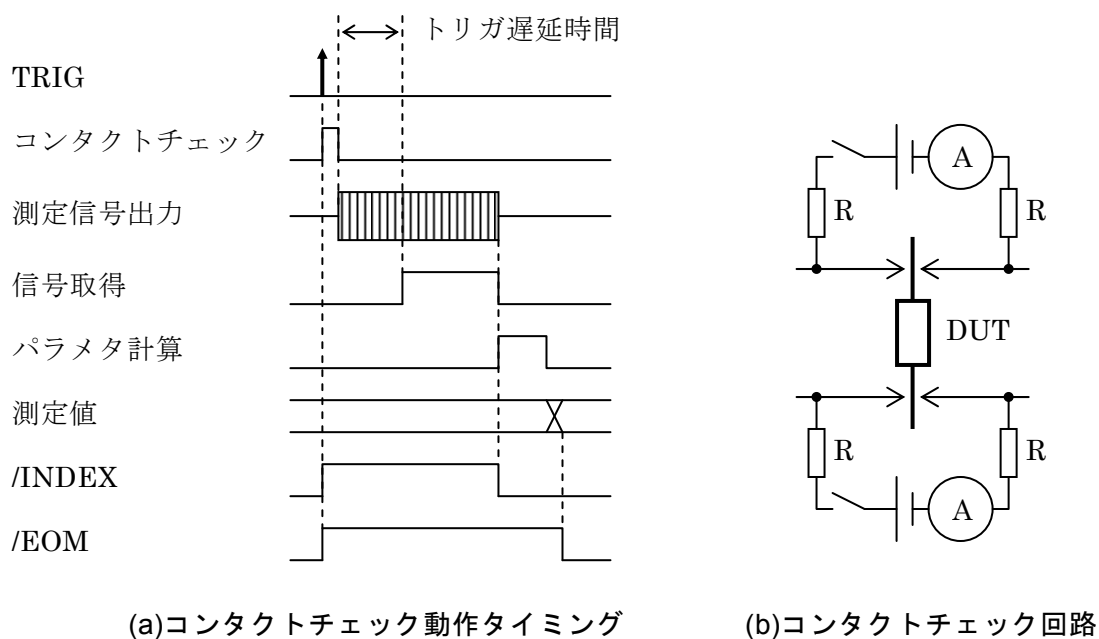 トリガ遅延時間
TRIG
コンタクトチェック
測定信号出力
信号取得
パラメタ計算
測定値
/INDEX
/EOM
(a)コンタクトチェック動作タイミング
A
R
R
DUT
R
R
A
(b)コンタクトチェック回路